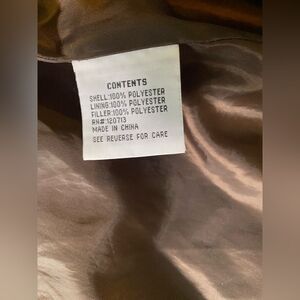 CONTENTS
SHELL:100% POLYESTER
LINING:100% POLYESTER
FILLER:100% POLYESTER
RN#:120713
MADE IN CHINA
SEE REVERSE FOR CARE